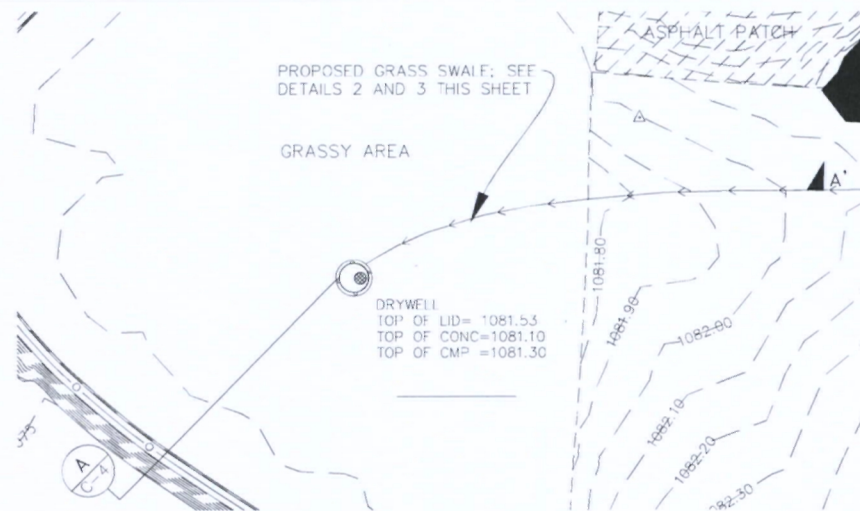 ASPHALT PATCH
PROPOSED GRASS SWALE; SEE
DETAILS 2 AND 3 THIS SHEET
GRASSY AREA
A'
1081.80
1081.90
1082.00
DRYWELL
TOP OF LID= 1081.53
TOP OF CONC=1081.10
TOP OF CMP =1081.30
1082.10
1082.20
082.30
A
C-4